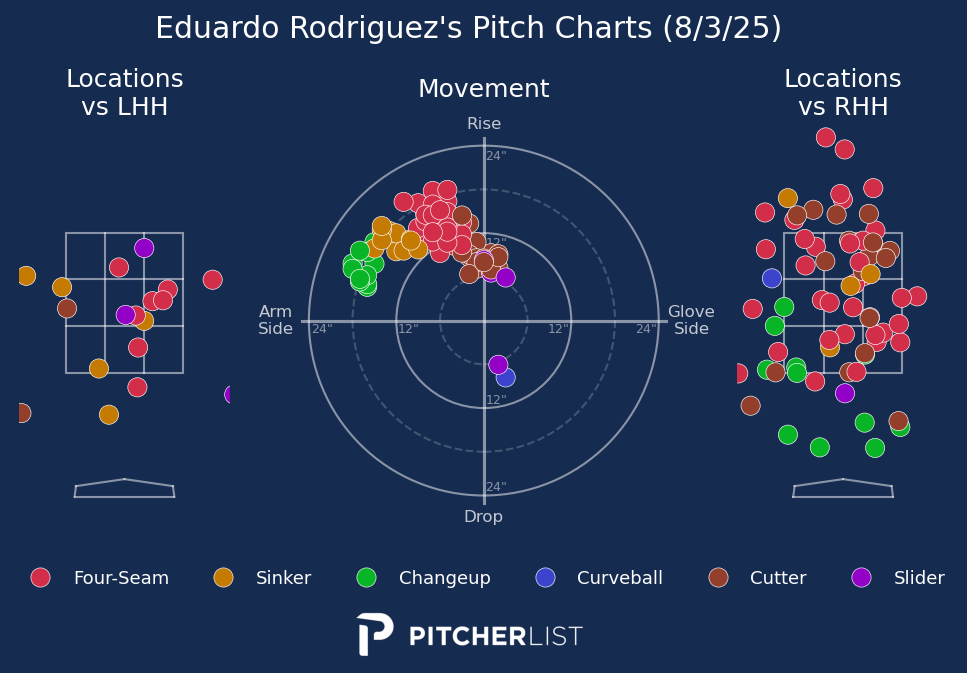 Eduardo Rodriguez's Pitch Charts (8/3/25)
Locations
vs LHH
Movement
Locations
vs RHH
Rise
24"
12"
Arm
Side
24"
12"
12"
24"
Glove
Side
12"
24"
Drop
Four-Seam
Sinker
Changeup
Curveball
Cutter
Slider
PITCHERLIST